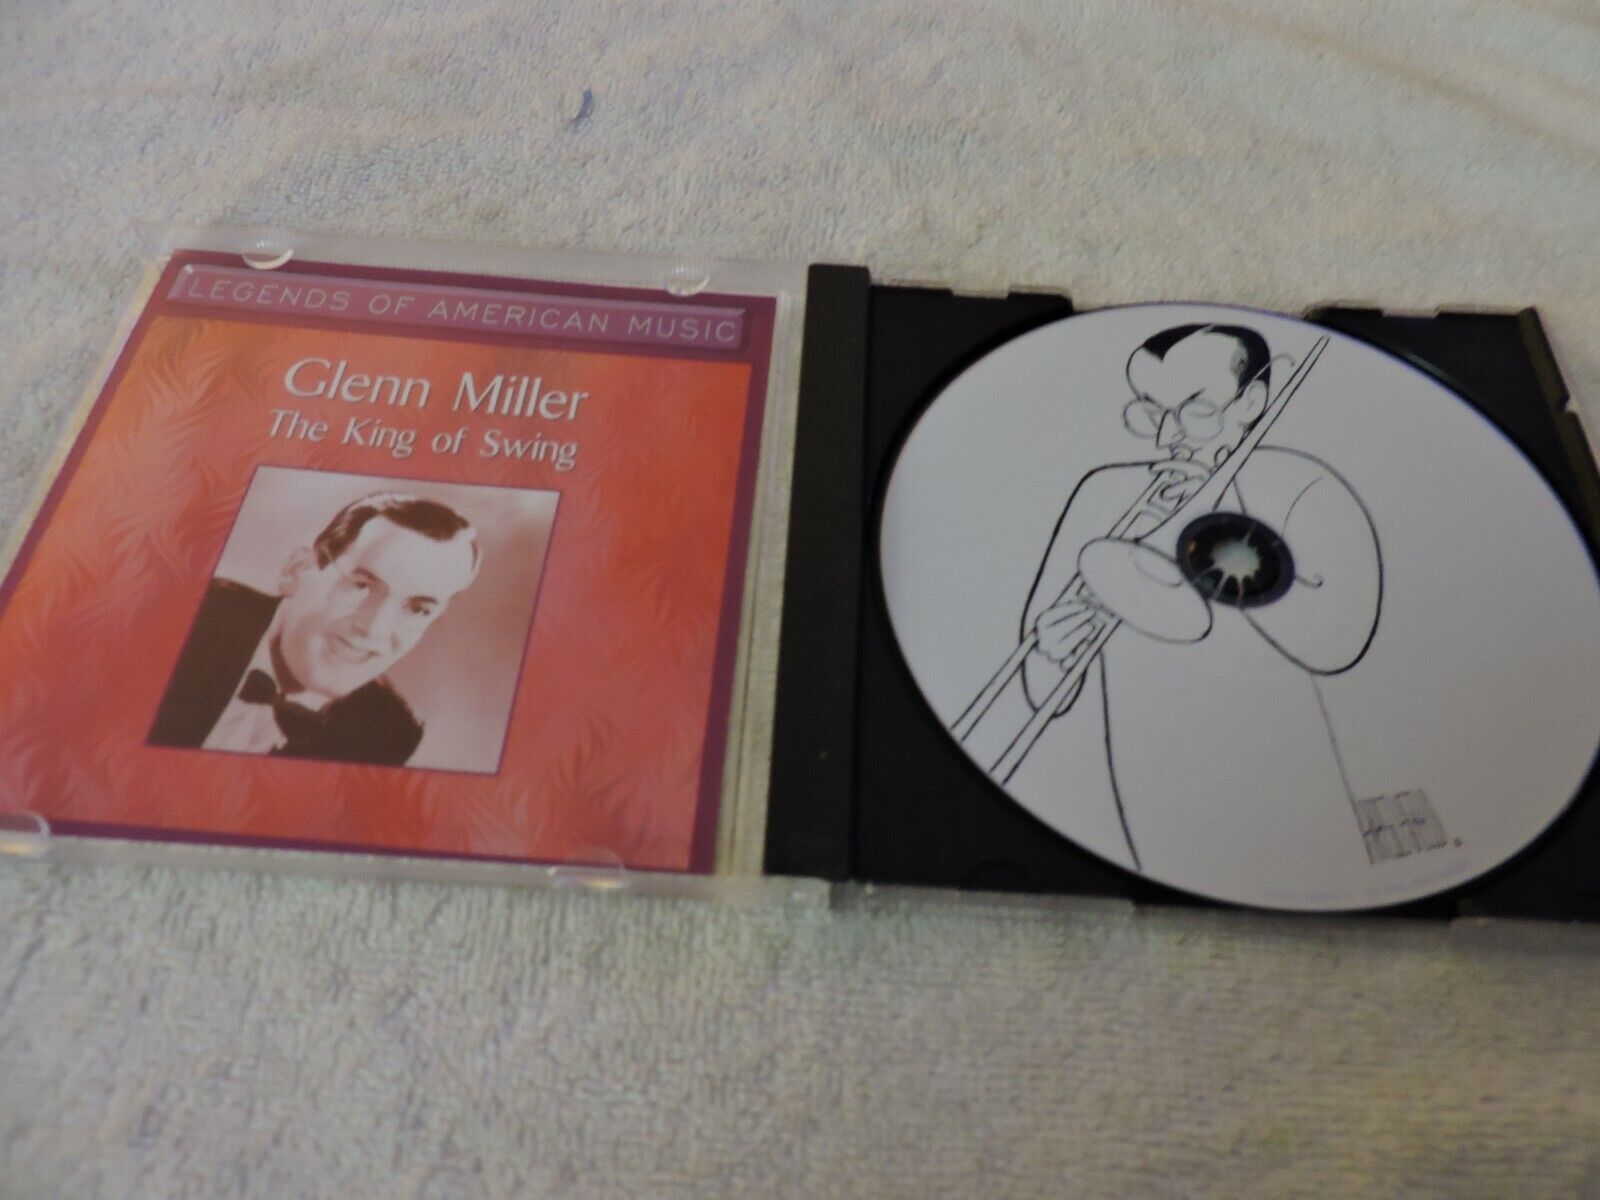 LEGENDS OF AMERICAN MUSIC
Glenn Miller
The King of Swing